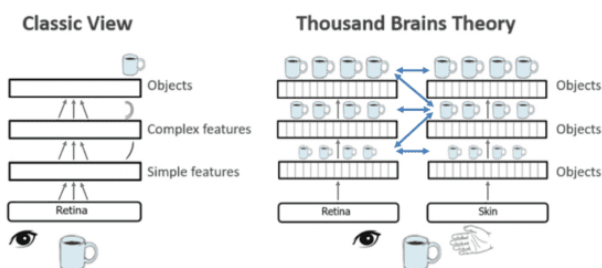 Classic View
Objects
Complex features
Simple features
Retina
Thousand Brains Theory
Objects
Objects
Objects
Retina
Skin